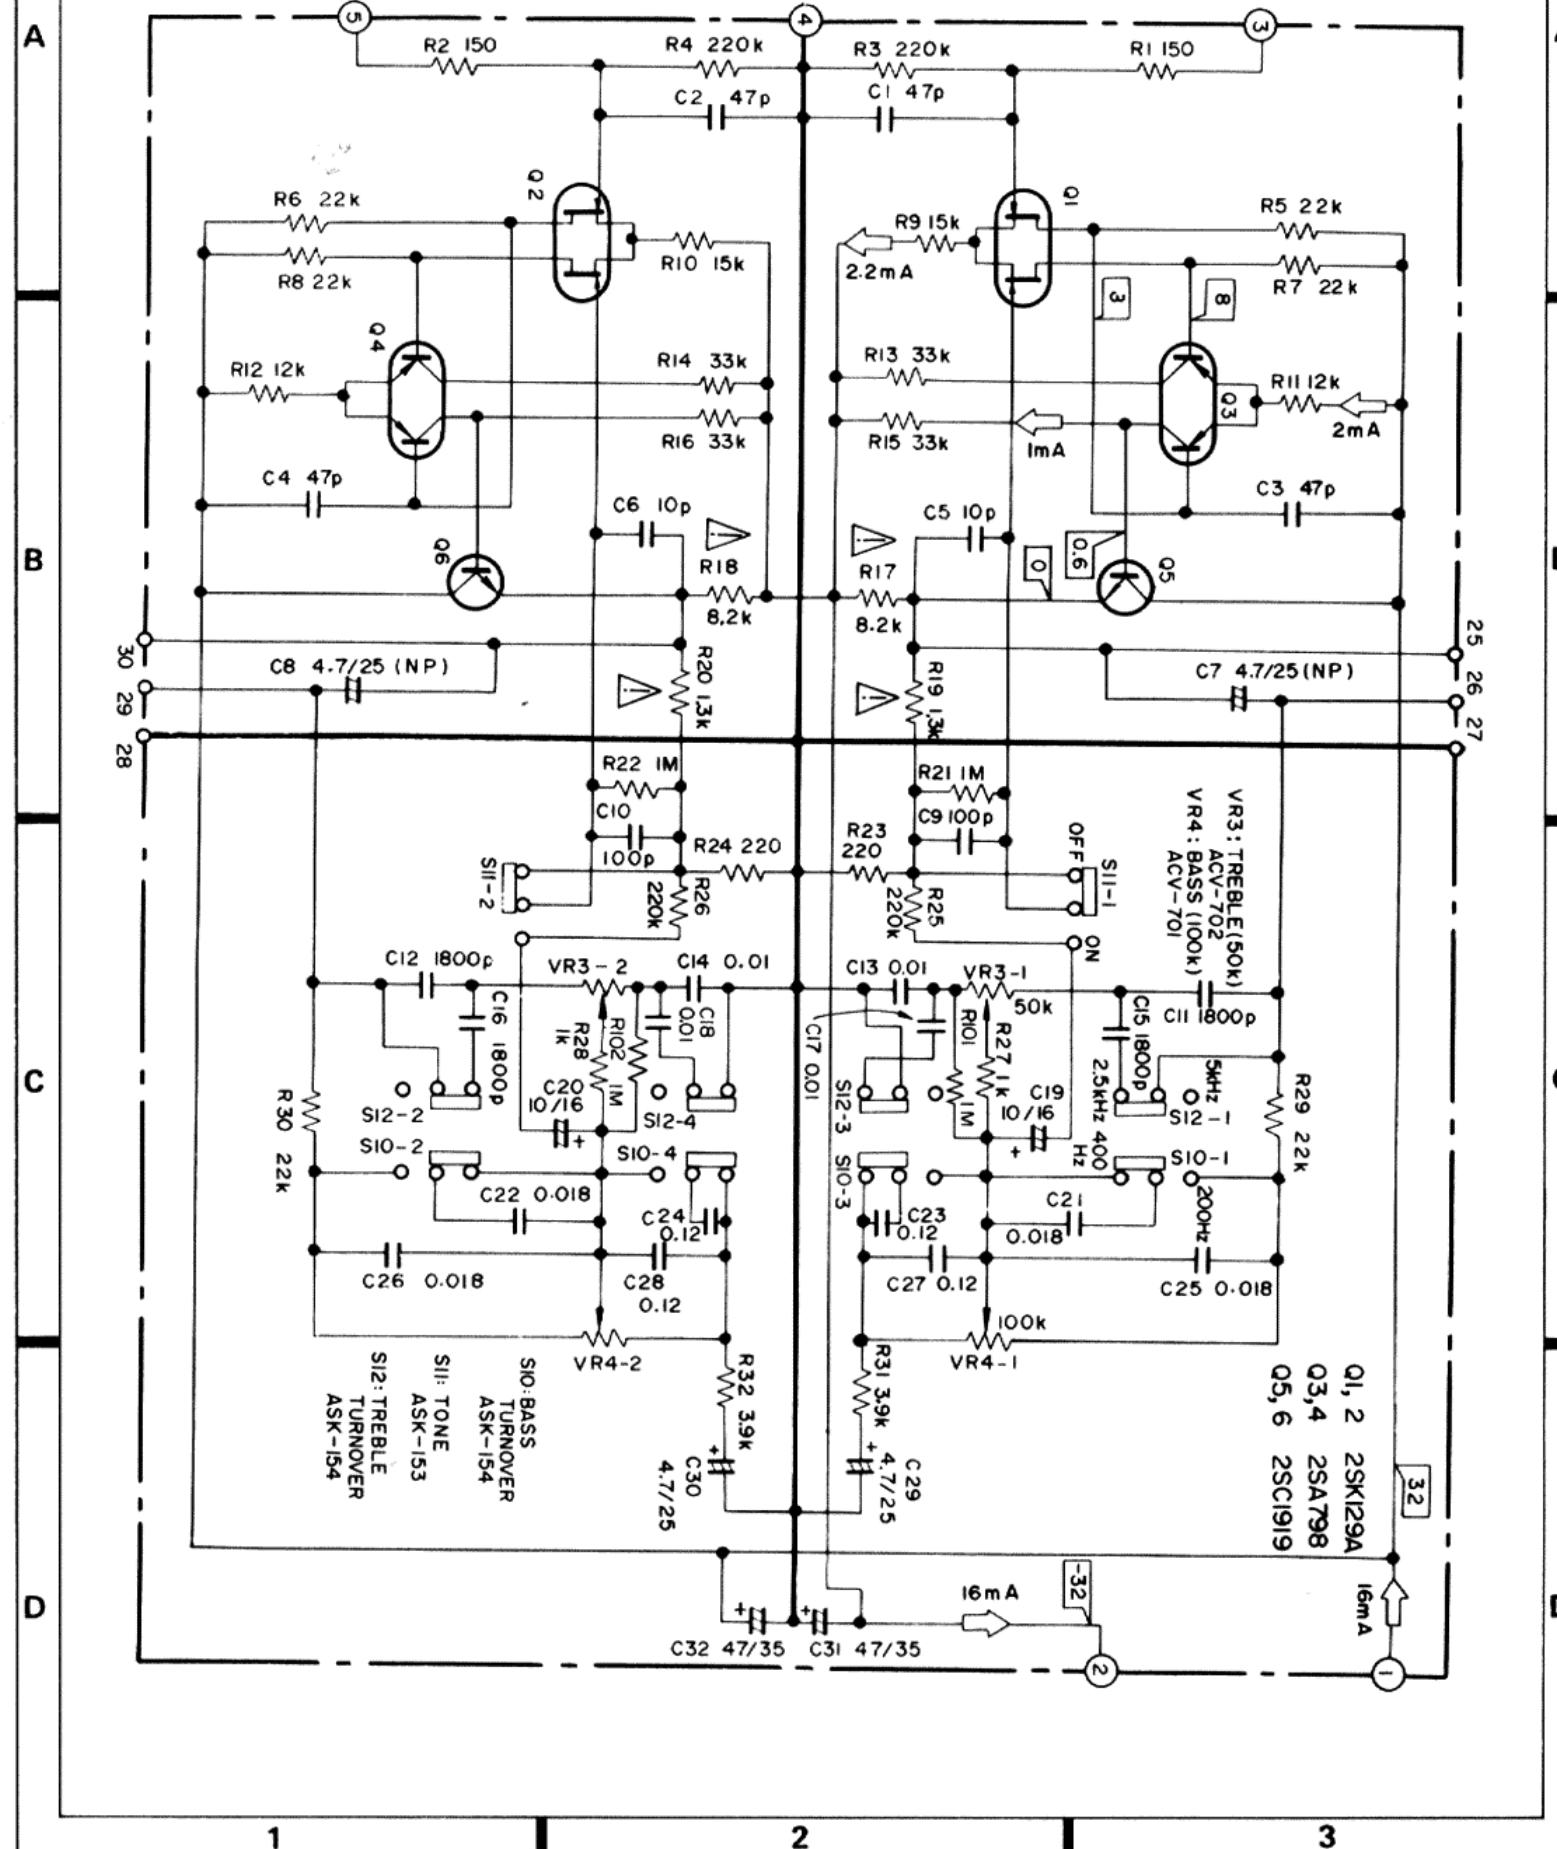 A
5
4
3
R2 150
R4 220k
R3 220k
R1 150
C2 47p
C1 47p
Q2
Q1
R6 22k
R9 15k
R5 22k
R10 15k
2.2mA
R8 22k
R7 22k
3
8
Q4
R14 33k
R13 33k
R12 12k
Q3
R11 12k
R16 33k
R15 33k
1mA
2mA
C4 47p
C3 47p
C6 10p
C5 10p
B
Q6
R18
8.2k
R17
8.2k
0
0.6
Q5
30
25
C8 4.7/25 (NP)
R20 1.3k
R19 1.3k
C7 4.7/25 (NP)
29
26
28
27
R22 1M
R21 1M
C10
100p
C9 100p
VR3: TREBLE (50k)
ACV-702
VR4: BASS (100k)
ACV-701
R24 220
R23
220
OFF
S11-1
S11-2
R26
220k
R25
220k
ON
C12 1800p
VR3-2
C14 0.01
C13 0.01
VR3-1
50k
C11 1800p
C16 1800p
R28
1k
R102
1M
C18
0.01
C17 0.01
R101
1M
R27 1k
C15 1800p
C
R30 22k
S12-2
C20
10/16
+
S12-4
S12-3
C19
10/16
+
2.5kHz
5kHz
S12-1
R29 22k
S10-2
S10-4
S10-3
400
Hz
S10-1
C22 0.018
C24
0.12
C23
0.12
C21
0.018
200Hz
C26 0.018
C28
0.12
C27 0.12
C25 0.018
100k
VR4-2
VR4-1
S12: TREBLE
TURNOVER
ASK-154
S11: TONE
ASK-153
S10: BASS
TURNOVER
ASK-154
R32 3.9k
R31 3.9k
+
C30
4.7/25
+
C29
4.7/25
Q1, 2 2SK129A
Q3, 4 2SA798
Q5, 6 2SC1919
32
D
-32
16mA
16mA
+
+
C32 47/35
C31 47/35
2
1
1
2
3